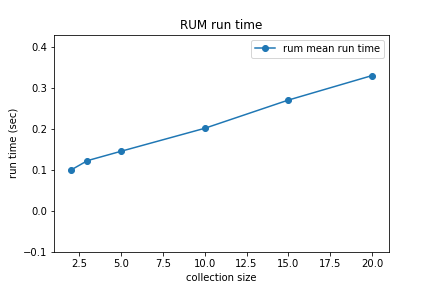 RUM run time
rum mean run time
run time (sec)
0.4
0.3
0.2
0.1
0.0
−0.1
2.5 5.0 7.5 10.0 12.5 15.0 17.5 20.0
collection size